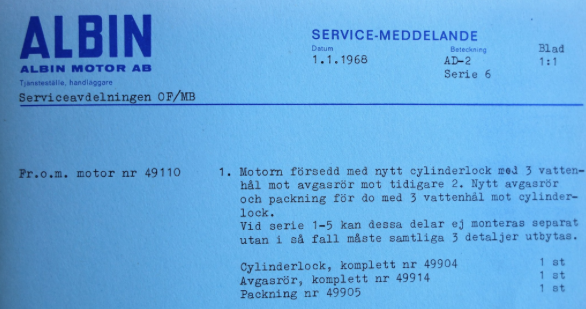 ALBIN
ALBIN MOTOR AB
Tjänsteställe, handläggare
Serviceavdelningen OF/MB
SERVICE-MEDDELANDE
Datum Beteckning Blad
1.1.1968 AD-2 1:1
Serie 6
Fr.o.m. motor nr 49110 1. Motorn försedd med nytt cylinderlock med 3 vatten-
hål mot avgasrör mot tidigare 2. Nytt avgasrör
och packning för do med 3 vattenhål mot cylinder-
lock.
Vid serie 1-5 kan dessa delar ej monteras separat
utan i så fall måste samtliga 3 detaljer utbytas.
Cylinderlock, komplett nr 49904 1 st
Avgasrör, komplett nr 49914 1 st
Packning nr 49905 1 st